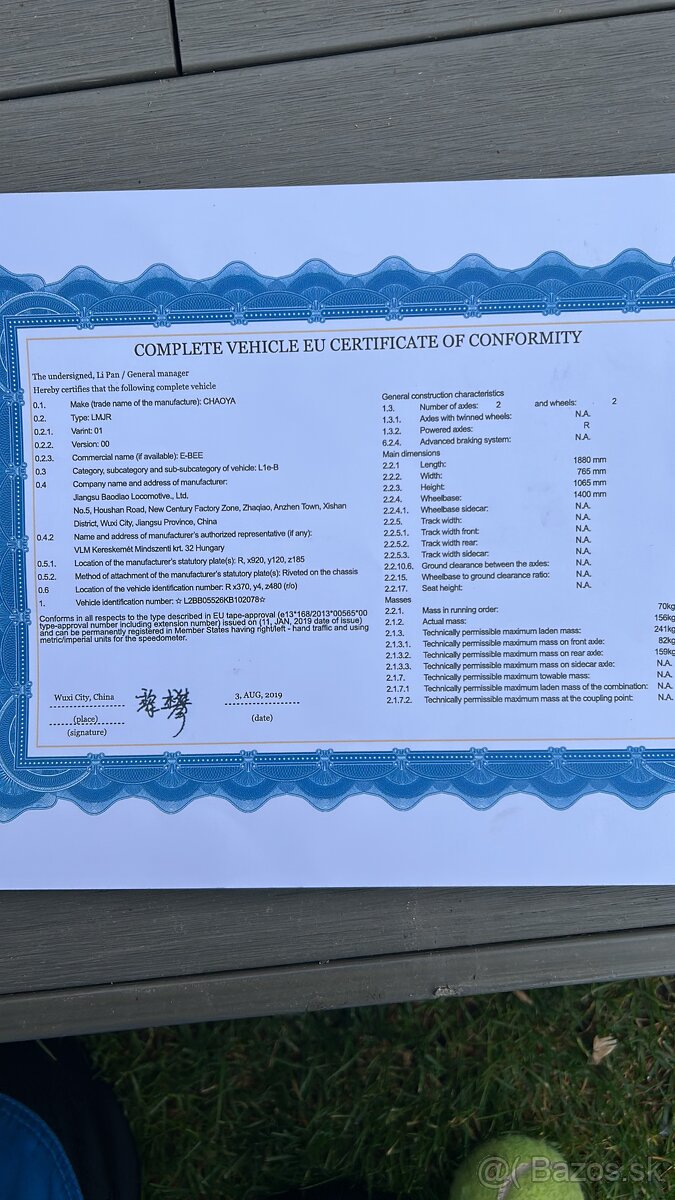 COMPLETE VEHICLE EU CERTIFICATE OF CONFORMITY
The undersigned, Li Pan / General manager
Hereby certifies that the following complete vehicle
0.1. Make (trade name of the manufacture): CHAOYA
0.2. Type: LMJR
0.2.1. Varint: 01
0.2.2. Version: 00
0.2.3. Commercial name (if available): E-BEE
0.3 Category, subcategory and sub-subcategory of vehicle: L1e-B
0.4 Company name and address of manufacturer:
Jiangsu Baodiao Locomotive., Ltd.
No.5, Houshan Road, New Century Factory Zone, Zhaqiao, Anzhen Town, Xishan
District, Wuxi City, Jiangsu Province, China
0.4.2 Name and address of manufacturer's authorized representative (if any):
VLM Kereskemét Mindszenti krt. 32 Hungary
0.5.1. Location of the manufacturer's statutory plate(s): R, x920, y120, z185
0.5.2. Method of attachment of the manufacturer's statutory plate(s): Riveted on the chassis
0.6 Location of the vehicle identification number: R x370, y4, z480 (r/o)
1. Vehicle identification number: ☆ L2BB05526KB102078☆
Conforms in all respects to the type described in EU tape-approval (e13*168/2013*00565*00
type-approval number including extension number) issued on (11, JAN, 2019 date of issue)
and can be permanently registered in Member States having right/left - hand traffic and using
metric/imperial units for the speedometer.
Wuxi City, China
3, AUG, 2019
(place)
(date)
(signature)
General construction characteristics
1.3. Number of axles: 2 and wheels: 2
1.3.1. Axles with twinned wheels: N.A.
1.3.2. Powered axles: R
6.2.4. Advanced braking system: N.A.
Main dimensions
2.2.1 Length: 1880 mm
2.2.2. Width: 765 mm
2.2.3. Height: 1065 mm
2.2.4. Wheelbase: 1400 mm
2.2.4.1. Wheelbase sidecar: N.A.
2.2.5. Track width: N.A.
2.2.5.1. Track width front: N.A.
2.2.5.2. Track width rear: N.A.
2.2.5.3. Track width sidecar: N.A.
2.2.10.6. Ground clearance between the axles: N.A.
2.2.15. Wheelbase to ground clearance ratio: N.A.
2.2.17. Seat height: N.A.
Masses
2.2.1. Mass in running order: 70kg
2.1.2. Actual mass: 156kg
2.1.3. Technically permissible maximum laden mass: 241kg
2.1.3.1. Technically permissible maximum mass on front axle: 82kg
2.1.3.2. Technically permissible maximum mass on rear axle: 159kg
2.1.3.3. Technically permissible maximum mass on sidecar axle: N.A.
2.1.7. Technically permissible maximum towable mass: N.A.
2.1.7.1 Technically permissible maximum laden mass of the combination: N.A.
2.1.7.2. Technically permissible maximum mass at the coupling point: N.A.
@( Bazos.sk